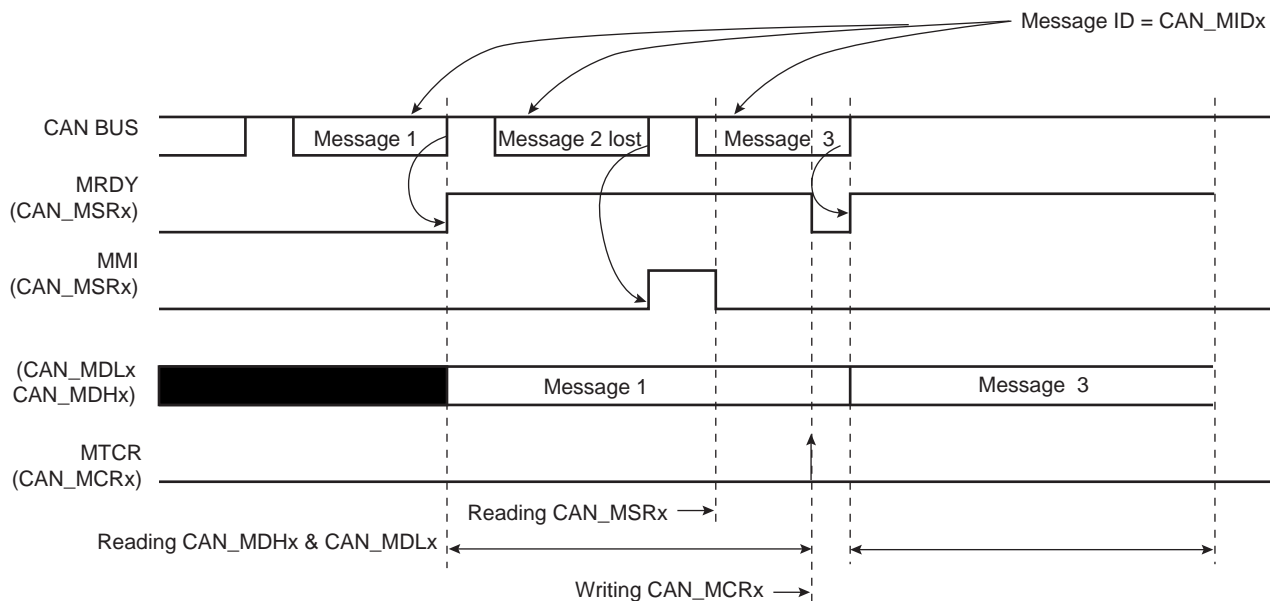 Message ID = CAN_MIDx
CAN BUS
Message 1
Message 2 lost
Message 3
MRDY
(CAN_MSRx)
MMI
(CAN_MSRx)
(CAN_MDLx
CAN_MDHx)
Message 1
Message 3
MTCR
(CAN_MCRx)
Reading CAN_MSRx
Reading CAN_MDHx & CAN_MDLx
Writing CAN_MCRx